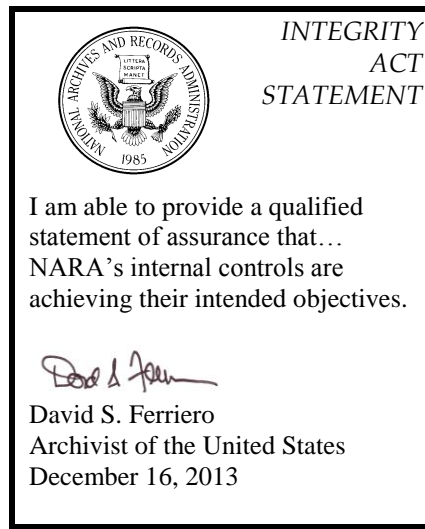 INTEGRITY
ACT
STATEMENT
NATIONAL ARCHIVES AND RECORDS ADMINISTRATION
LITTERA
SCRIPTA
MANET
1985
I am able to provide a qualified
statement of assurance that…
NARA’s internal controls are
achieving their intended objectives.
David S. Ferriero
Archivist of the United States
December 16, 2013